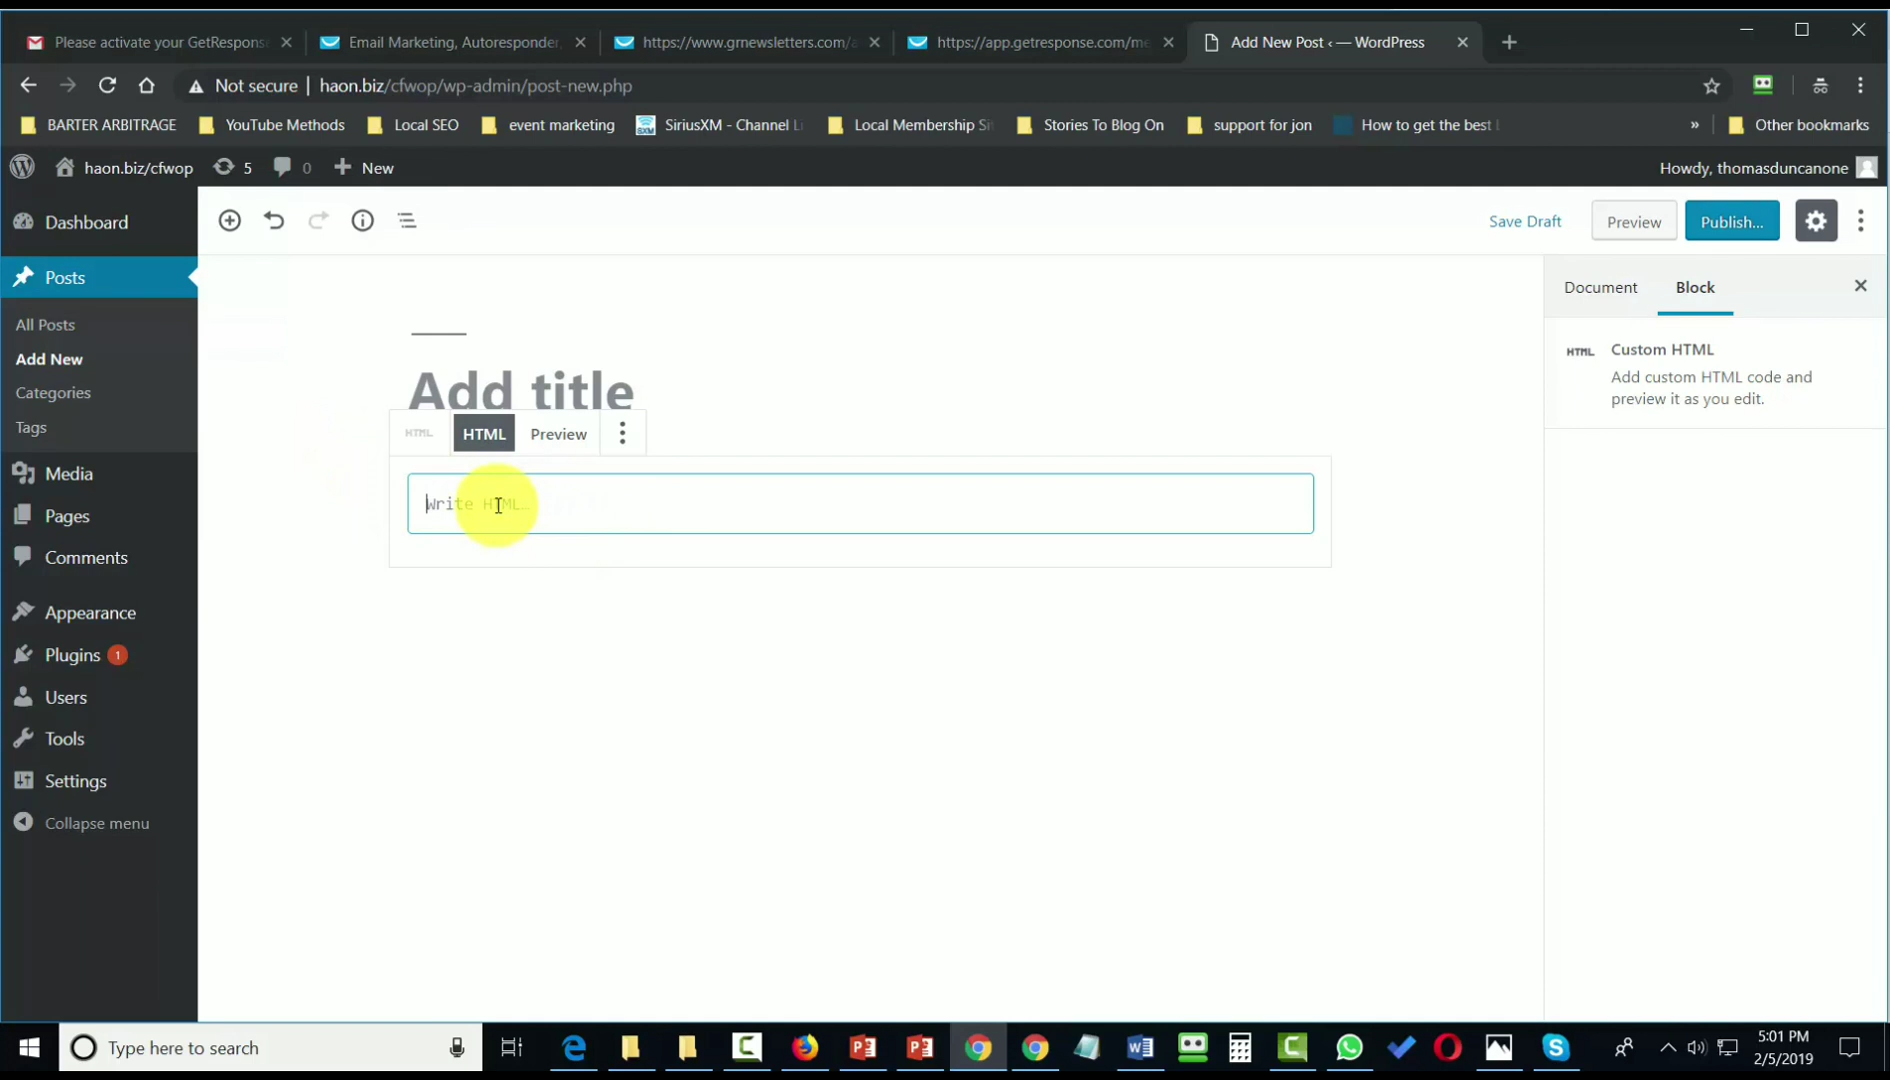 Please activate your GetRespons
Email Marketing, Autoresponder,
https://www.grnewsletters.com/a
https://app.getresponse.com/me
Add New Post ‹ — WordPress
Not secure | haon.biz/cfwop/wp-admin/post-new.php
BARTER ARBITRAGE
YouTube Methods
Local SEO
event marketing
SiriusXM - Channel Li
Local Membership Si
Stories To Blog On
support for jon
How to get the best
»
Other bookmarks
haon.biz/cfwop
5
0
New
Howdy, thomasduncanone
Dashboard
Posts
All Posts
Add New
Categories
Tags
Media
Pages
Comments
Appearance
Plugins 1
Users
Tools
Settings
Collapse menu
Save Draft
Preview
Publish...
Add title
HTML
HTML
Preview
Write HTML…
Document
Block
HTML
Custom HTML
Add custom HTML code and
preview it as you edit.
Type here to search
5:01 PM
2/5/2019